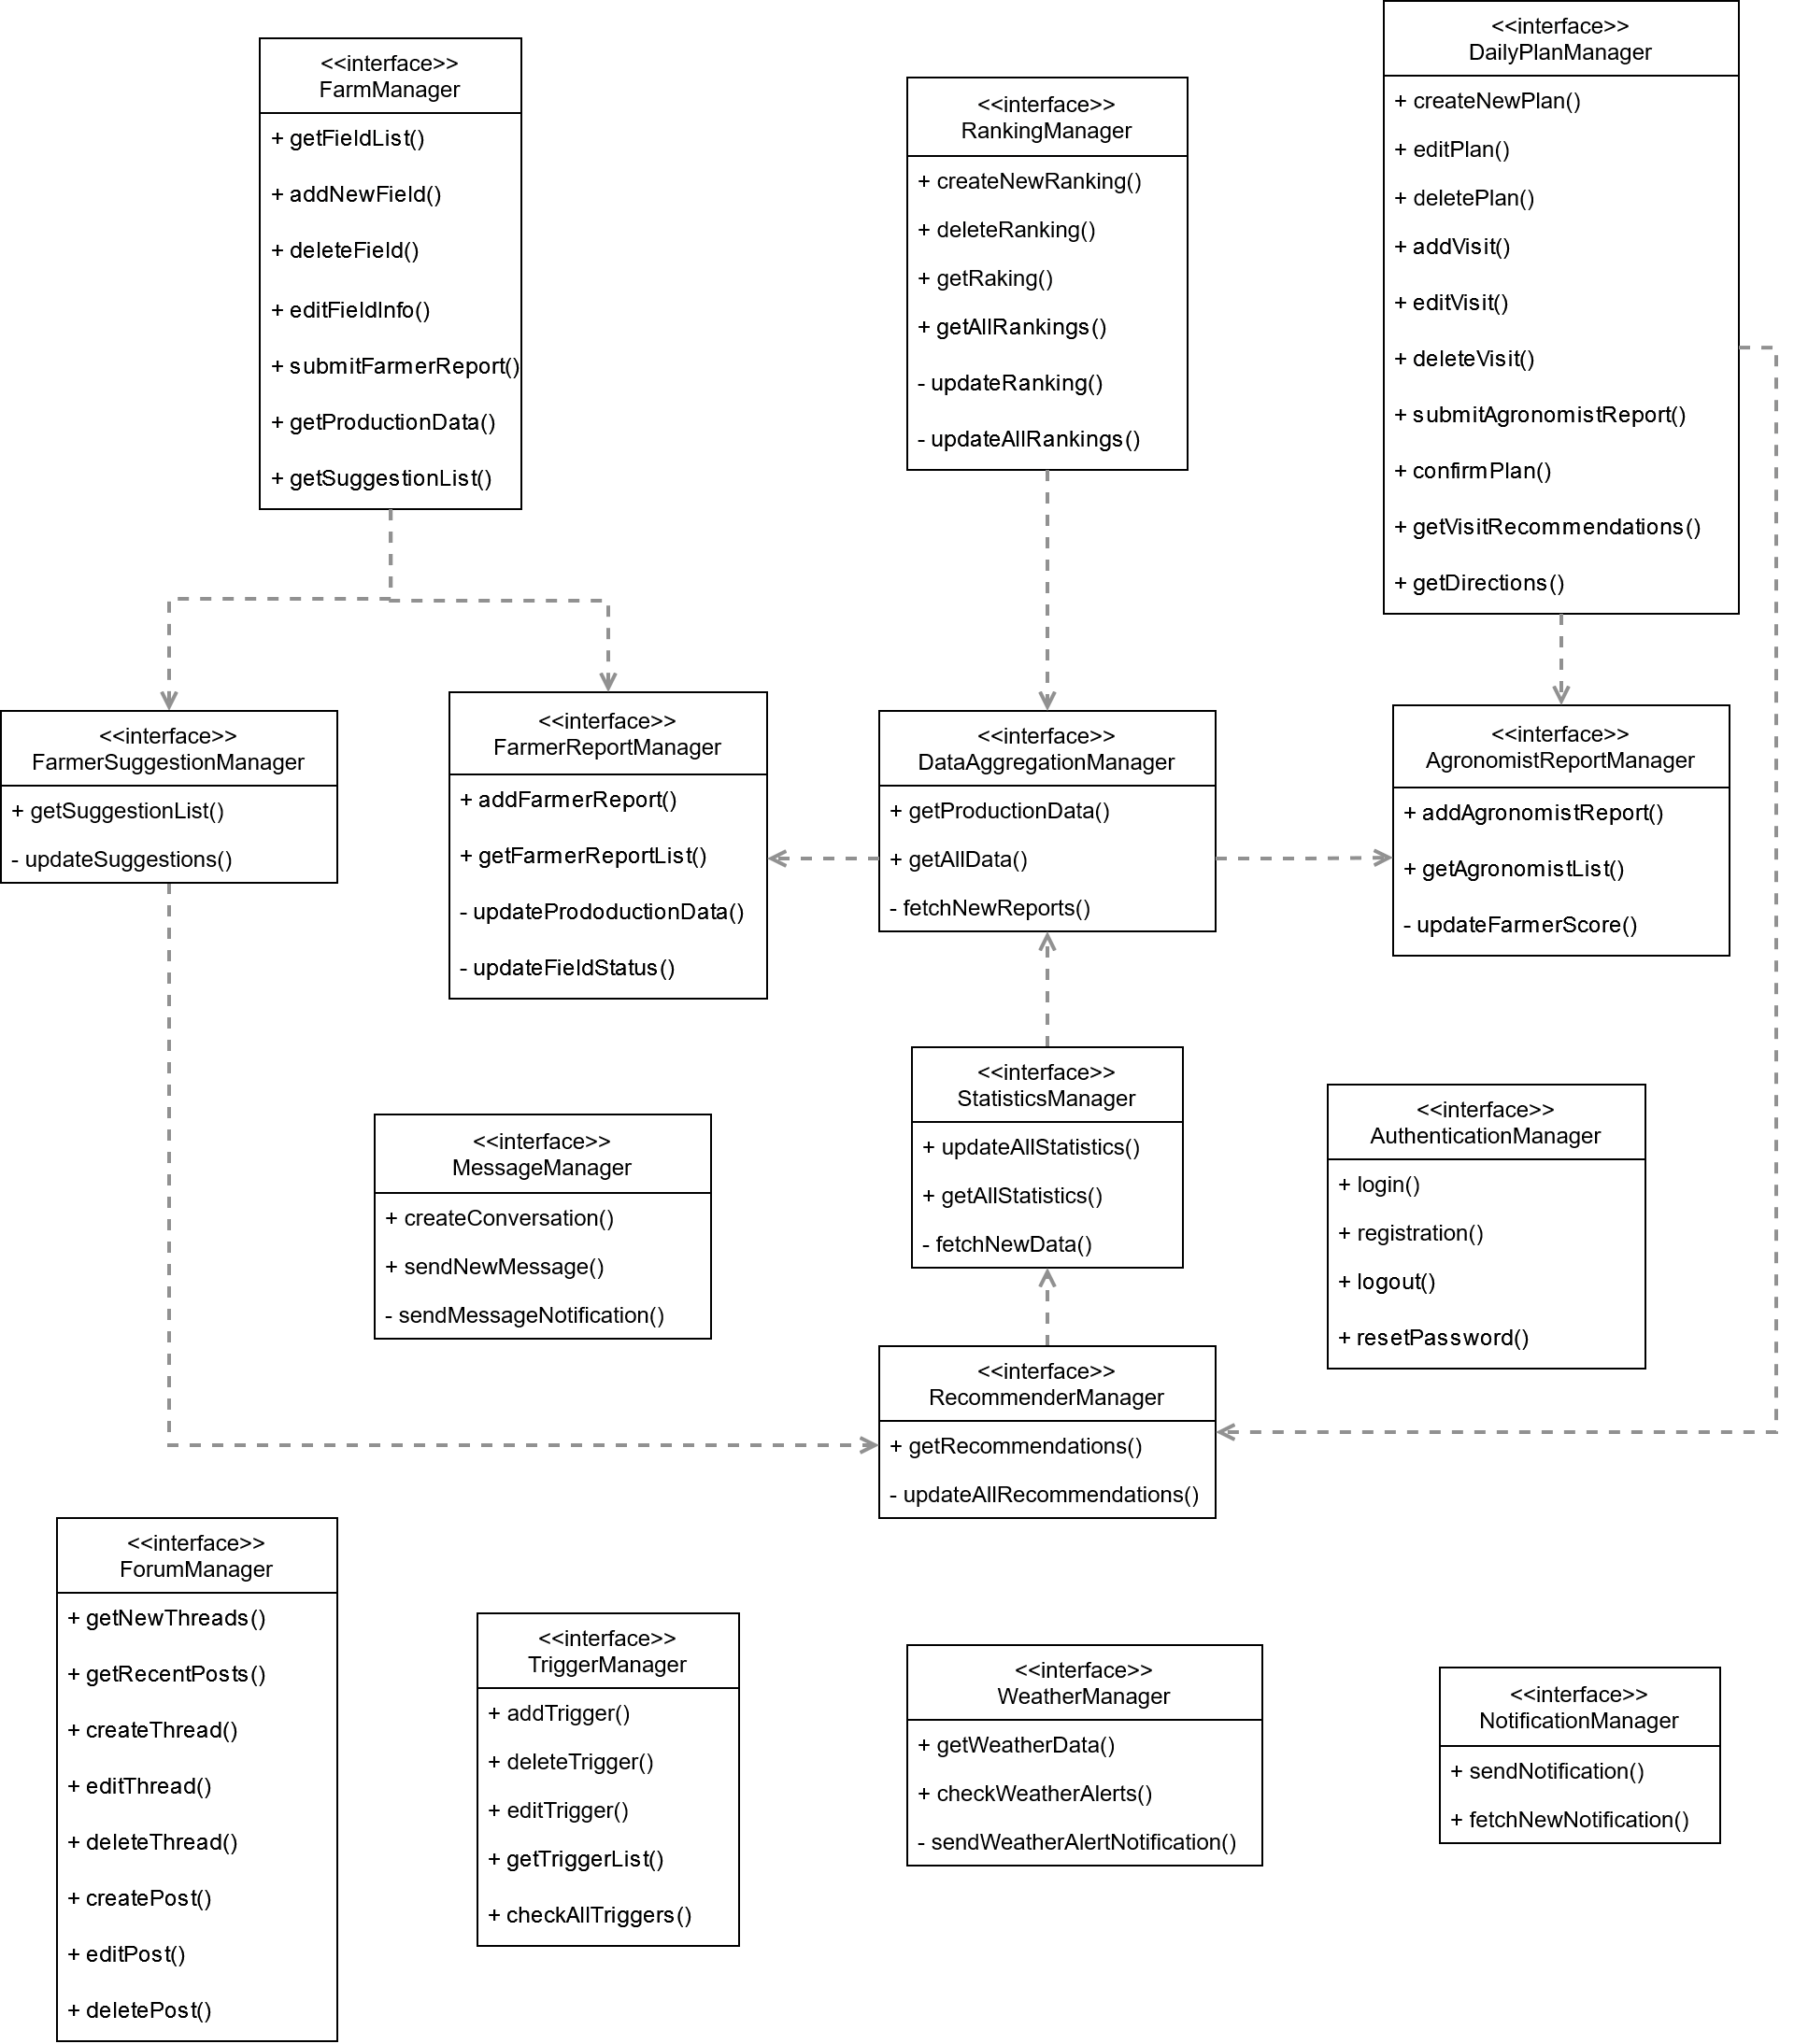 <<interface>>
FarmManager
+ getFieldList()
+ addNewField()
+ deleteField()
+ editFieldInfo()
+ submitFarmerReport()
+ getProductionData()
+ getSuggestionList()
<<interface>>
RankingManager
+ createNewRanking()
+ deleteRanking()
+ getRaking()
+ getAllRankings()
- updateRanking()
- updateAllRankings()
<<interface>>
DailyPlanManager
+ createNewPlan()
+ editPlan()
+ deletePlan()
+ addVisit()
+ editVisit()
+ deleteVisit()
+ submitAgronomistReport()
+ confirmPlan()
+ getVisitRecommendations()
+ getDirections()
<<interface>>
FarmerSuggestionManager
+ getSuggestionList()
- updateSuggestions()
<<interface>>
FarmerReportManager
+ addFarmerReport()
+ getFarmerReportList()
- updateProdoductionData()
- updateFieldStatus()
<<interface>>
DataAggregationManager
+ getProductionData()
+ getAllData()
- fetchNewReports()
<<interface>>
AgronomistReportManager
+ addAgronomistReport()
+ getAgronomistList()
- updateFarmerScore()
<<interface>>
MessageManager
+ createConversation()
+ sendNewMessage()
- sendMessageNotification()
<<interface>>
StatisticsManager
+ updateAllStatistics()
+ getAllStatistics()
- fetchNewData()
<<interface>>
AuthenticationManager
+ login()
+ registration()
+ logout()
+ resetPassword()
<<interface>>
RecommenderManager
+ getRecommendations()
- updateAllRecommendations()
<<interface>>
ForumManager
+ getNewThreads()
+ getRecentPosts()
+ createThread()
+ editThread()
+ deleteThread()
+ createPost()
+ editPost()
+ deletePost()
<<interface>>
TriggerManager
+ addTrigger()
+ deleteTrigger()
+ editTrigger()
+ getTriggerList()
+ checkAllTriggers()
<<interface>>
WeatherManager
+ getWeatherData()
+ checkWeatherAlerts()
- sendWeatherAlertNotification()
<<interface>>
NotificationManager
+ sendNotification()
+ fetchNewNotification()